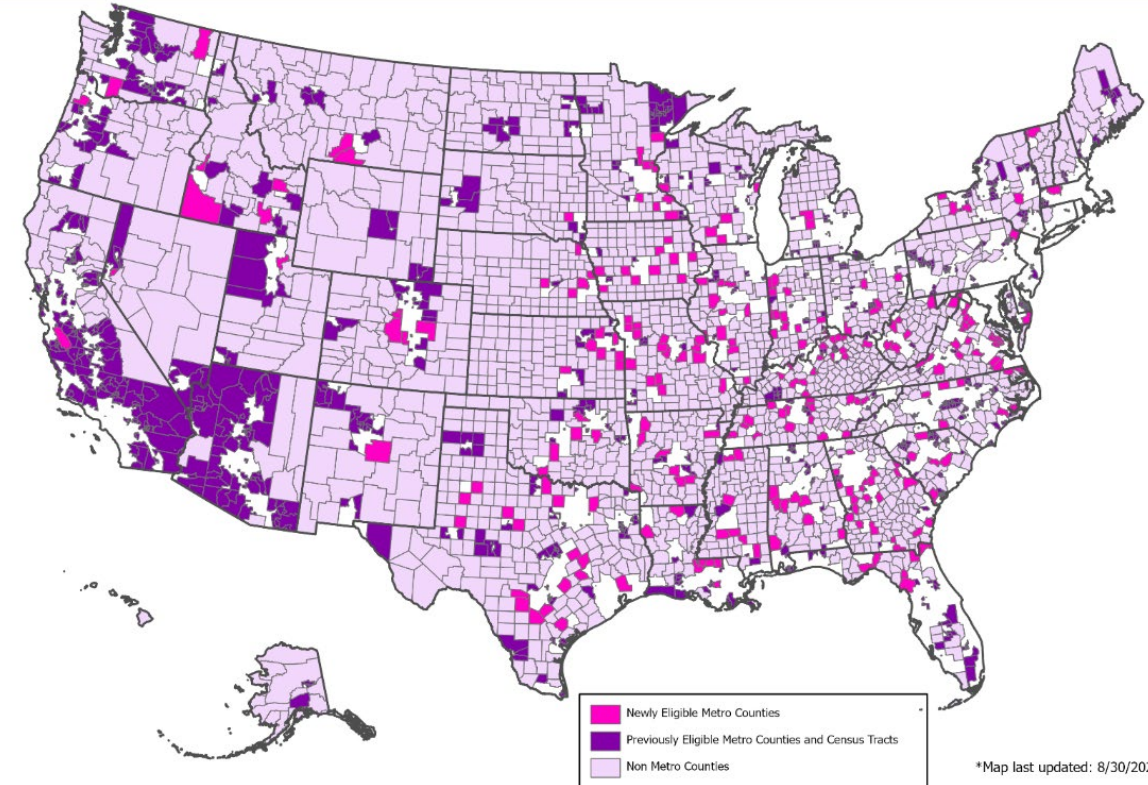 Newly Eligible Metro Counties
Previously Eligible Metro Counties and Census Tracts
Non Metro Counties
*Map last updated: 8/30/202